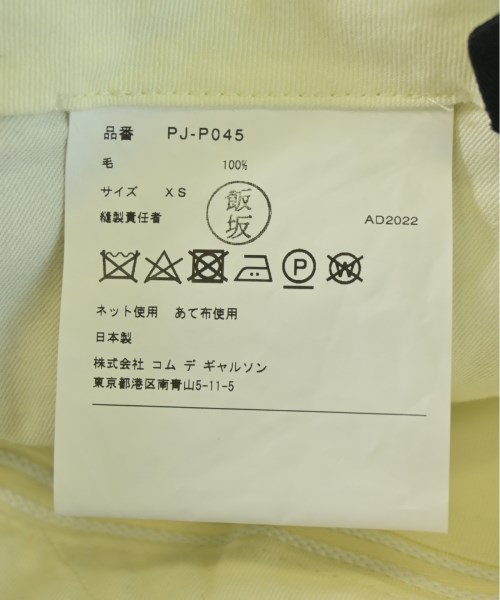 品番 PJ-P045
毛 100%
サイズ XS
飯坂
縫製責任者 AD2022
P W
ネット使用 あて布使用
日本製
株式会社 コム デ ギャルソン
東京都港区南青山5-11-5